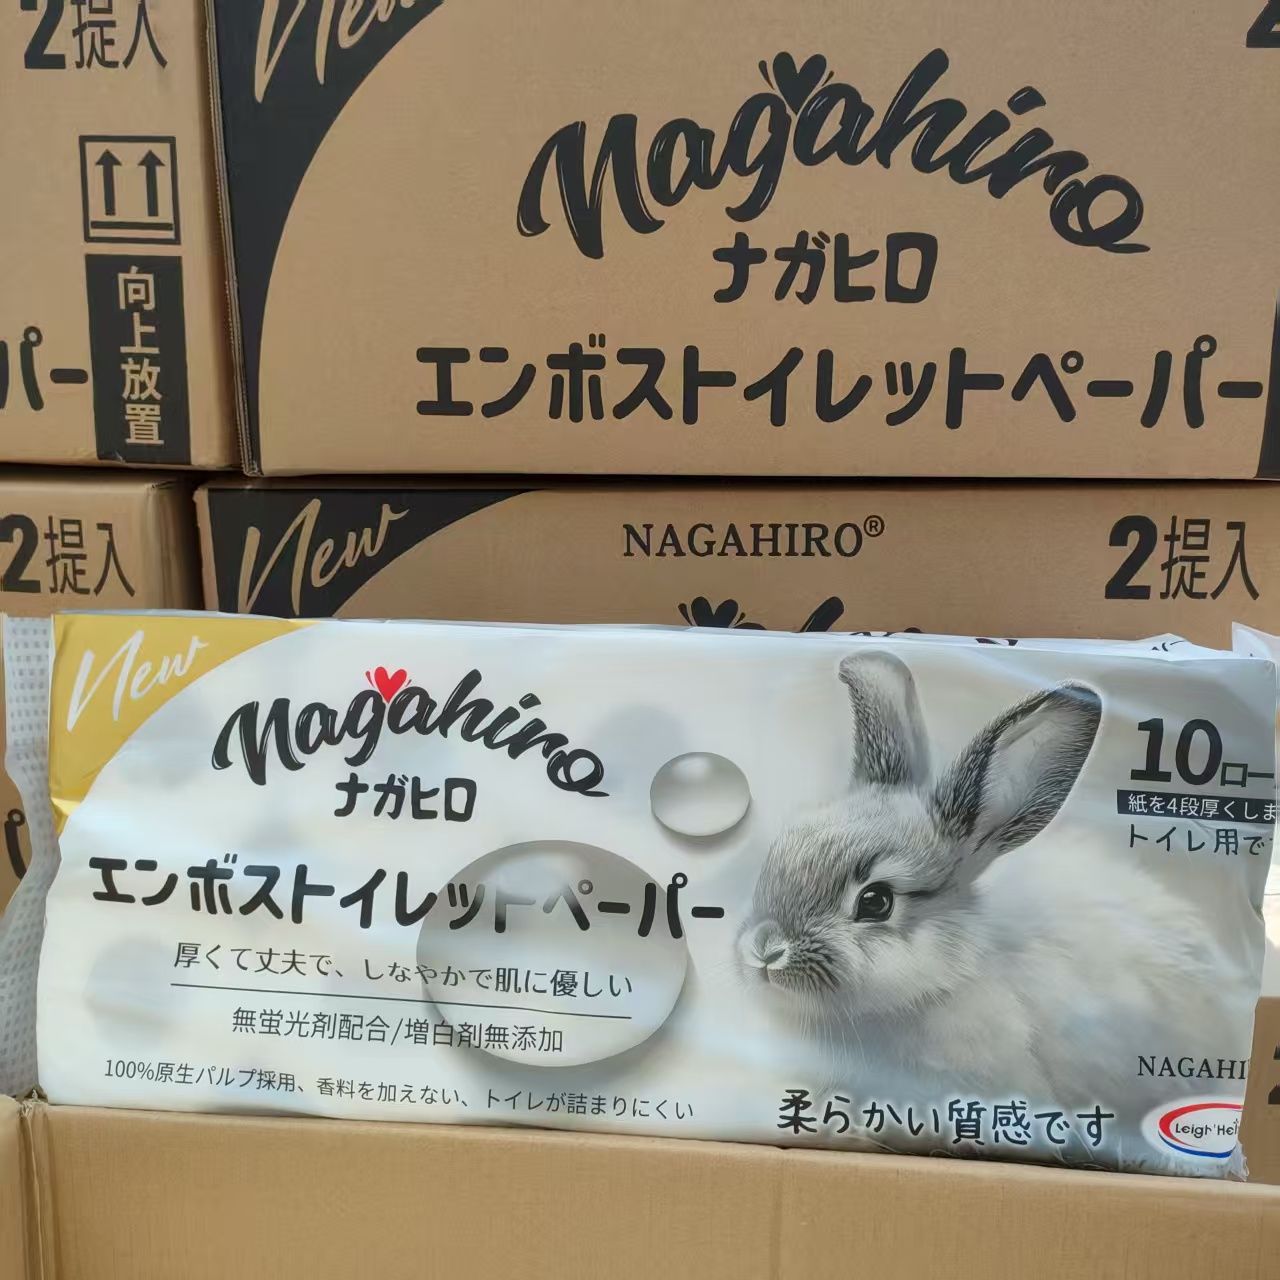 2提入
New
Nagahiro
ナガヒロ
エンボストイレットペーパー
向上放置
パー
2提入
New
NAGAHIRO®
2提入
New
Nagahiro
ナガヒロ
エンボストイレットペーパー
厚くて丈夫で、しなやかで肌に優しい
無蛍光剤配合/増白剤無添加
100%原生パルプ採用、香料を加えない、トイレが詰まりにくい
10ロー
紙を4段厚くしま
トイレ用で
柔らかい質感です
NAGAHI
Leigh'Hei